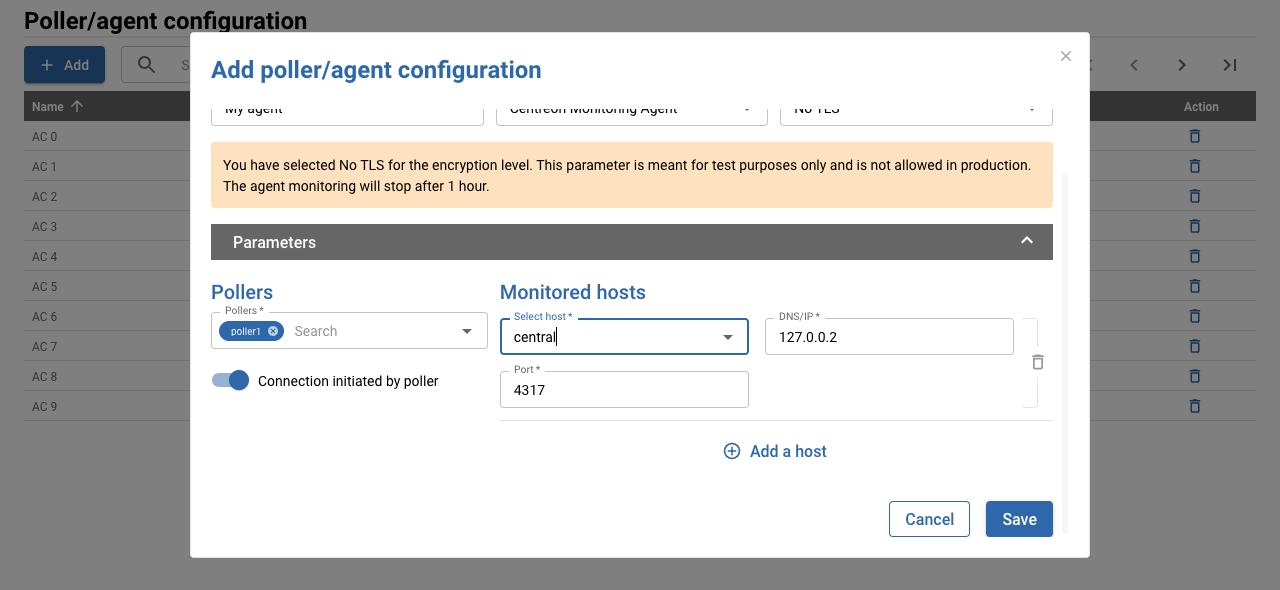 Poller/agent configuration
Add
S
Add poller/agent configuration
×
Name
Action
My agent
Centreon Monitoring Agent
No TLS
You have selected No TLS for the encryption level. This parameter is meant for test purposes only and is not allowed in production.
The agent monitoring will stop after 1 hour.
Parameters
Pollers
Monitored hosts
Pollers *
poller1
Search
Select host *
central
DNS/IP *
127.0.0.2
Connection initiated by poller
Port *
4317
Add a host
Cancel
Save
AC 0
AC 1
AC 2
AC 3
AC 4
AC 5
AC 6
AC 7
AC 8
AC 9